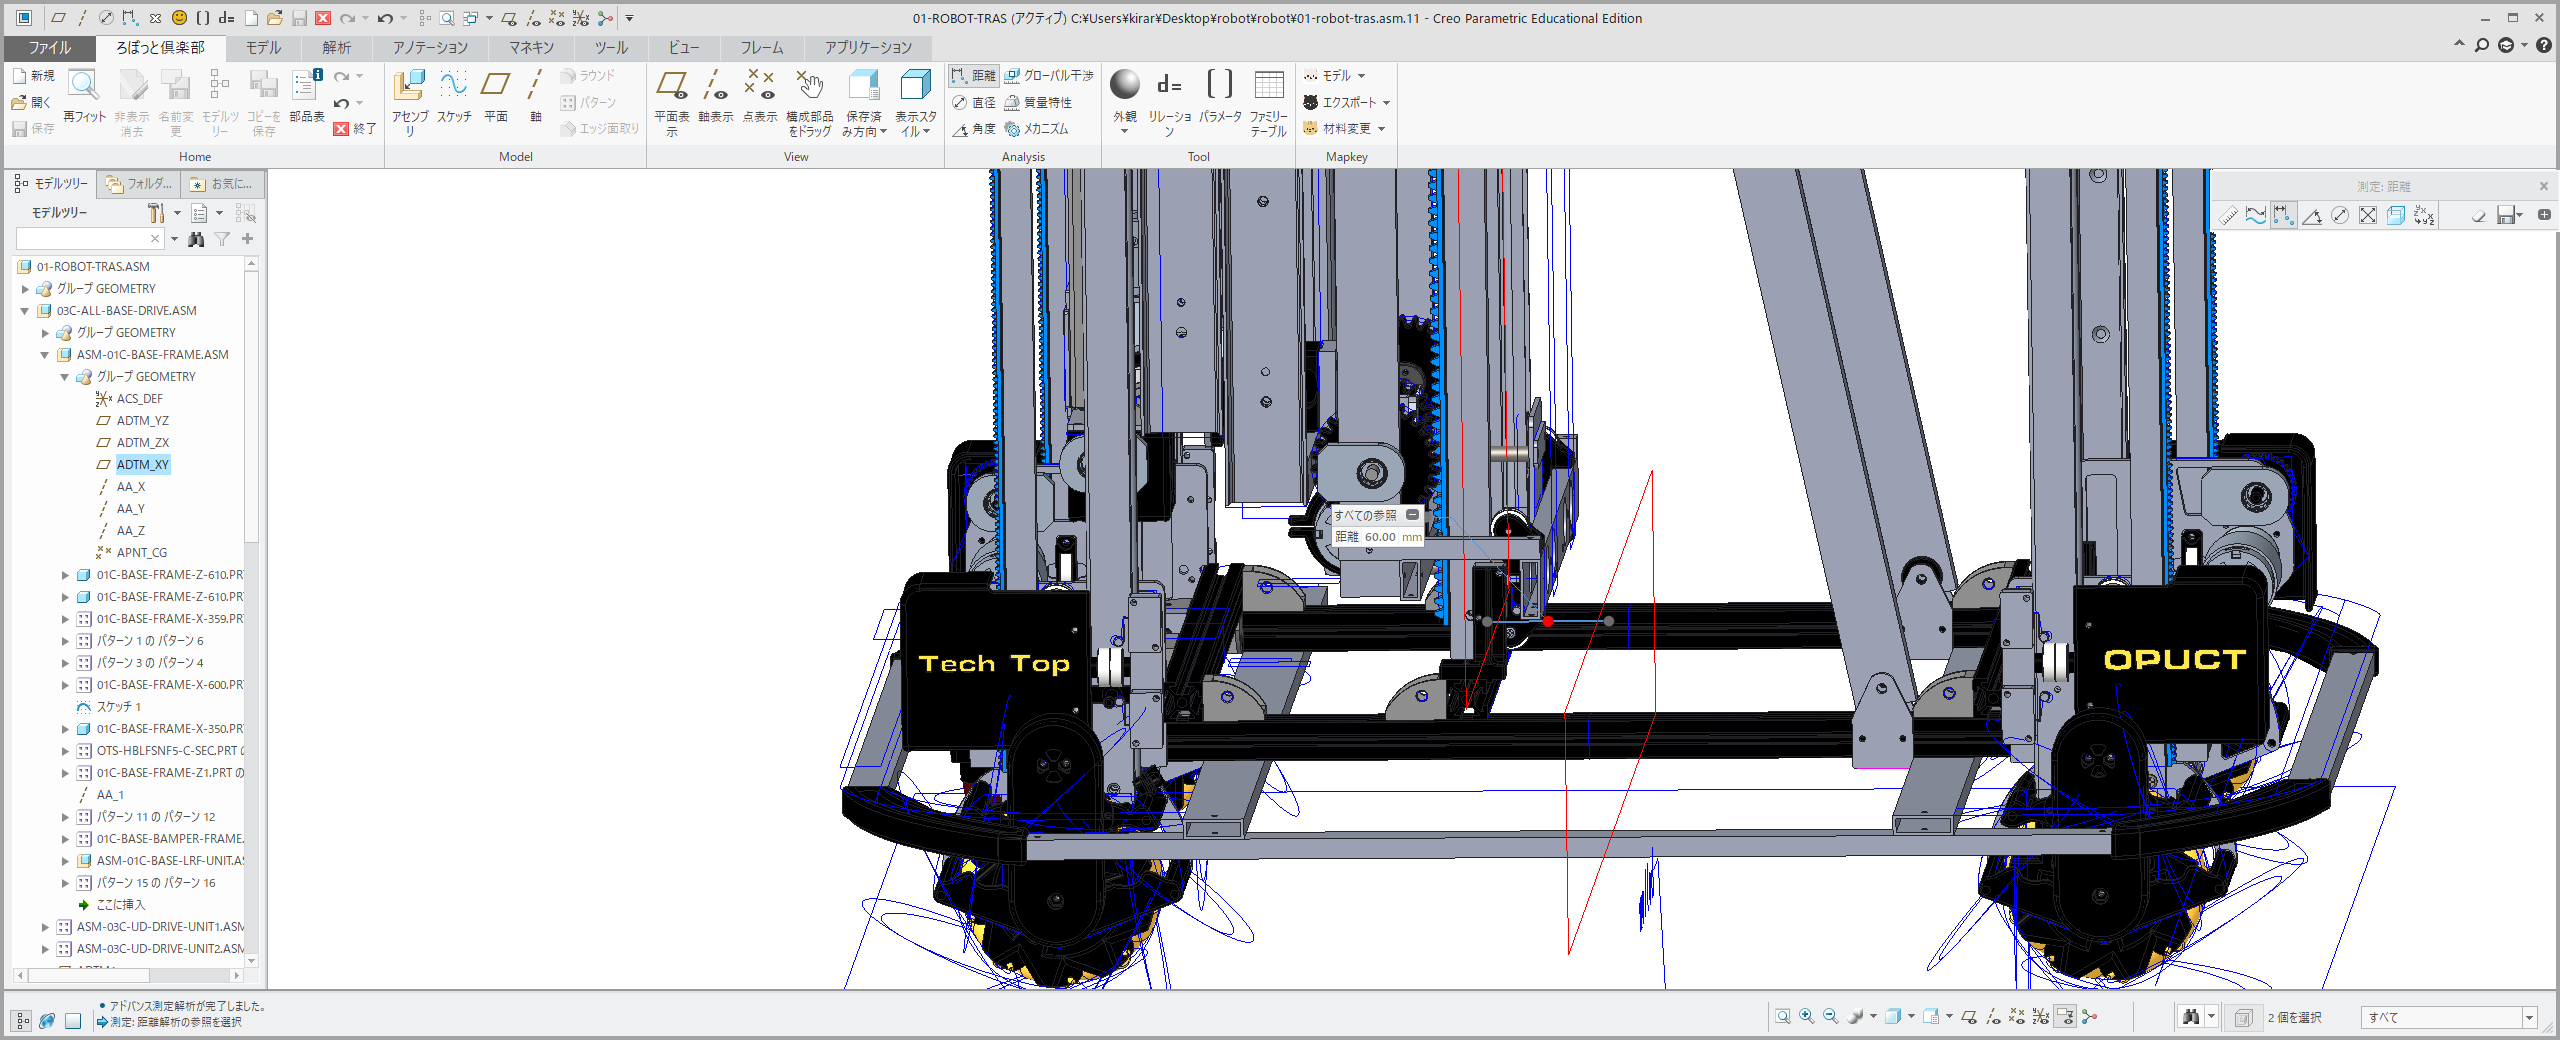 01-ROBOT-TRAS (アクティブ) C:¥Users¥kirar¥Desktop¥robot¥robot¥01-robot-tras.asm.11 - Creo Parametric Educational Edition
ファイル ろぼっと倶楽部 モデル 解析 アノテーション マネキン ツール ビュー フレーム アプリケーション
新規
開く
保存
再フィット
非表示消去
名前変更
モデルツリー
コピーを保存
部品表
終了
アセンブリ
スケッチ
平面
軸
ラウンド
パターン
エッジ面取り
平面表示
軸表示
点表示
構成部品をドラッグ
保存済み方向
表示スタイル
距離
直径
角度
グローバル干渉
質量特性
メカニズム
外観
d=
リレーション
パラメータ
ファミリーテーブル
モデル
エクスポート
材料変更
Home Model View Analysis Tool Mapkey
モデルツリー フォルダ... お気に...
モデルツリー
01-ROBOT-TRAS.ASM
グループ GEOMETRY
03C-ALL-BASE-DRIVE.ASM
グループ GEOMETRY
ASM-01C-BASE-FRAME.ASM
グループ GEOMETRY
ACS_DEF
ADTM_YZ
ADTM_ZX
ADTM_XY
AA_X
AA_Y
AA_Z
APNT_CG
01C-BASE-FRAME-Z-610.PR
01C-BASE-FRAME-Z-610.PR
01C-BASE-FRAME-X-359.PR
パターン 1 の パターン 6
パターン 3 の パターン 4
01C-BASE-FRAME-X-600.PR
スケッチ 1
01C-BASE-FRAME-X-350.PR
OTS-HBLFSNF5-C-SEC.PRT の
01C-BASE-FRAME-Z1.PRT の
AA_1
パターン 11 の パターン 12
01C-BASE-BAMPER-FRAME.
ASM-01C-BASE-LRF-UNIT.AS
パターン 15 の パターン 16
ここに挿入
ASM-03C-UD-DRIVE-UNIT1.ASM
ASM-03C-UD-DRIVE-UNIT2.ASM
測定: 距離
すべての参照
距離 60.00 mm
Tech Top
OPUCT
アドバンス測定解析が完了しました。
測定: 距離解析の参照を選択
2 個を選択
すべて